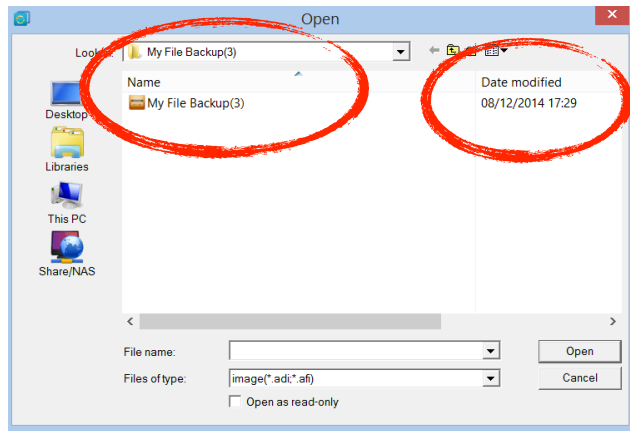 Open
Look in: My File Backup(3)
Name Date modified
My File Backup(3) 08/12/2014 17:29
Desktop
Libraries
This PC
Share/NAS
File name:
Open
Files of type: image(*.adi;*.afi)
Cancel
Open as read-only